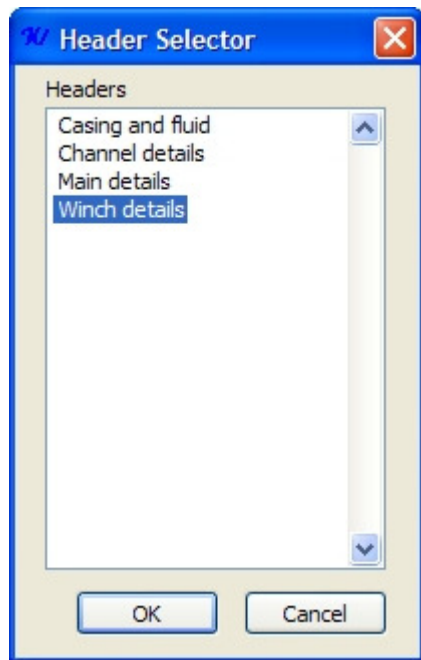 Header Selector
Headers
Casing and fluid
Channel details
Main details
Winch details
OK Cancel